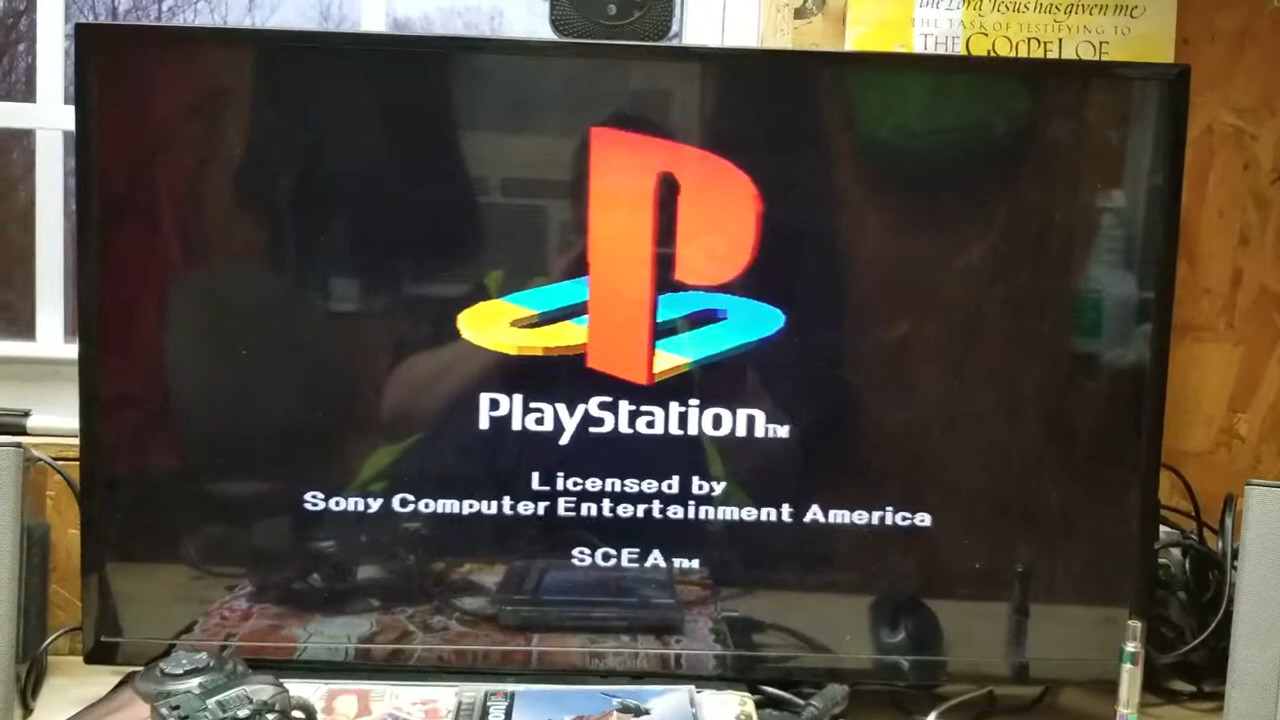 the Lord Jesus has given me
THE TASK OF TESTIFYING TO
THE GOSPEL OF
PlayStation™
Licensed by
Sony Computer Entertainment America
SCEA™
INSIGNIA